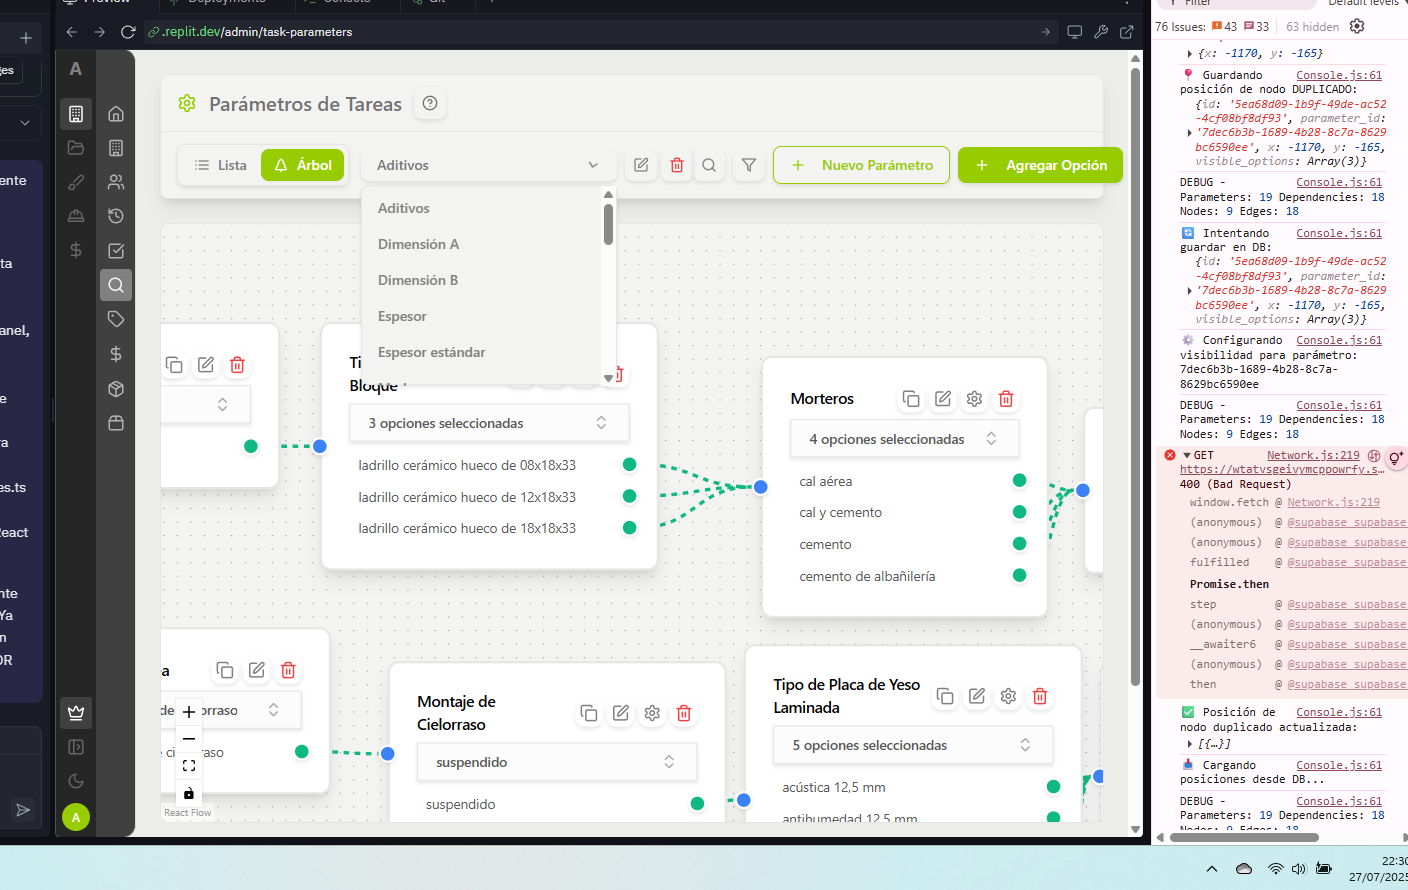 Preview
Deployments
Console
Git
.replit.dev/admin/task-parameters
ges
ente
ta
anel,
e
ra
es.ts
React
nte
Ya
n
OR
A
Parámetros de Tareas
Lista
Árbol
Aditivos
Nuevo Parámetro
Agregar Opción
Aditivos
Dimensión A
Dimensión B
Espesor
Espesor estándar
Ti
Bloque
3 opciones seleccionadas
ladrillo cerámico hueco de 08x18x33
ladrillo cerámico hueco de 12x18x33
ladrillo cerámico hueco de 18x18x33
Morteros
4 opciones seleccionadas
cal aérea
cal y cemento
cemento
cemento de albañilería
a
de
orraso
e ci
raso
Montaje de
Cielorraso
suspendido
suspendido
Tipo de Placa de Yeso
Laminada
5 opciones seleccionadas
acústica 12,5 mm
antihumedad 12,5 mm
React Flow
A
Filter
Default levels
76 Issues: 43 33 63 hidden
{x: -1170, y: -165}
Guardando Console.js:61
posición de nodo DUPLICADO:
{id: '5ea68d09-1b9f-49de-ac52
-4cf08bf8df93', parameter_id:
'7dec6b3b-1689-4b28-8c7a-8629
bc6590ee', x: -1170, y: -165,
visible_options: Array(3)}
DEBUG - Console.js:61
Parameters: 19 Dependencies: 18
Nodes: 9 Edges: 18
Intentando Console.js:61
guardar en DB:
{id: '5ea68d09-1b9f-49de-ac52
-4cf08bf8df93', parameter_id:
'7dec6b3b-1689-4b28-8c7a-8629
bc6590ee', x: -1170, y: -165,
visible_options: Array(3)}
Configurando Console.js:61
visibilidad para parámetro:
7dec6b3b-1689-4b28-8c7a-
8629bc6590ee
DEBUG - Console.js:61
Parameters: 19 Dependencies: 18
Nodes: 9 Edges: 18
GET Network.js:219
https://wtatvsgeivymcppowrfy.s…
400 (Bad Request)
window.fetch @ Network.js:219
(anonymous) @ @supabase_supabase
(anonymous) @ @supabase_supabase
fulfilled @ @supabase_supabase
Promise.then
step @ @supabase_supabase
(anonymous) @ @supabase_supabase
__awaiter6 @ @supabase_supabase
(anonymous) @ @supabase_supabase
then @ @supabase_supabase
Posición de Console.js:61
nodo duplicado actualizada:
[{…}]
Cargando Console.js:61
posiciones desde DB...
DEBUG - Console.js:61
Parameters: 19 Dependencies: 18
Nodes: 9 Edges: 18
22:30
27/07/2025